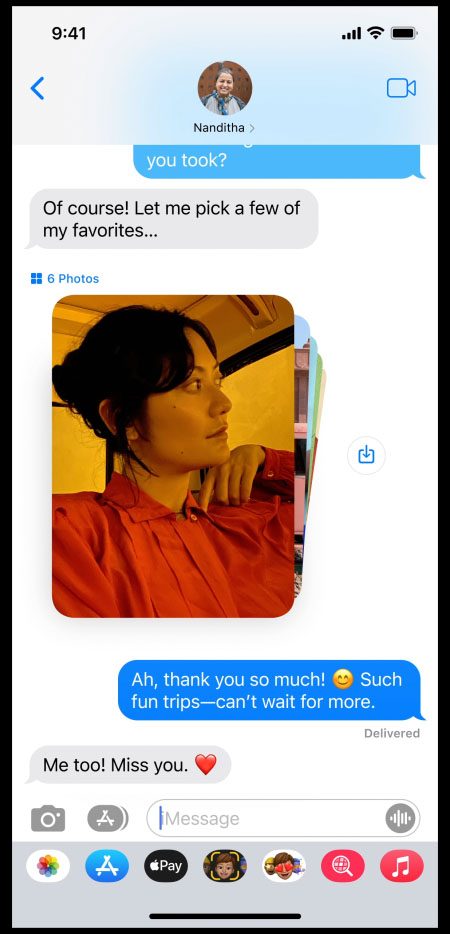 9:41
Nanditha
you took?
Of course! Let me pick a few of
my favorites...
6 Photos
Ah, thank you so much! 😊 Such
fun trips—can't wait for more.
Delivered
Me too! Miss you. ❤️
iMessage
Pay